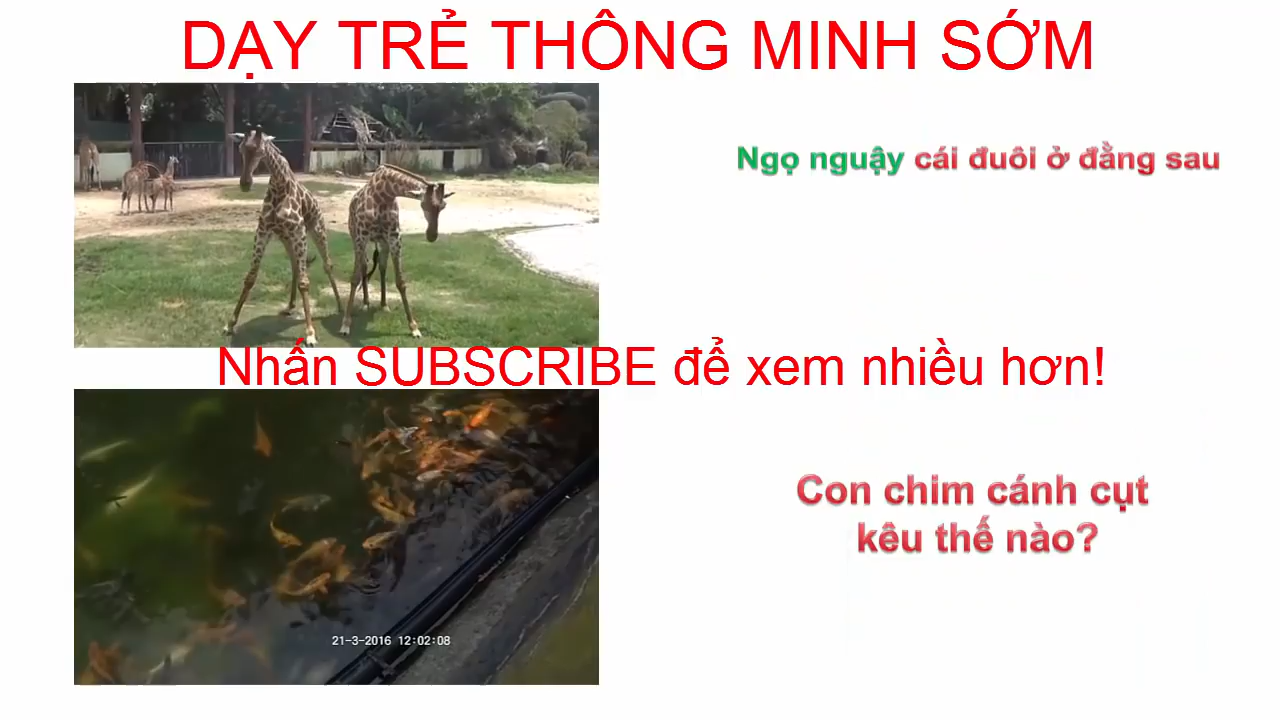 DẠY TRẺ THÔNG MINH SỚM
Ngọ nguậy cái đuôi ở đằng sau
Nhấn SUBSCRIBE để xem nhiều hơn!
Con chim cánh cụt
kêu thế nào?
21-3-2016 12:02:08